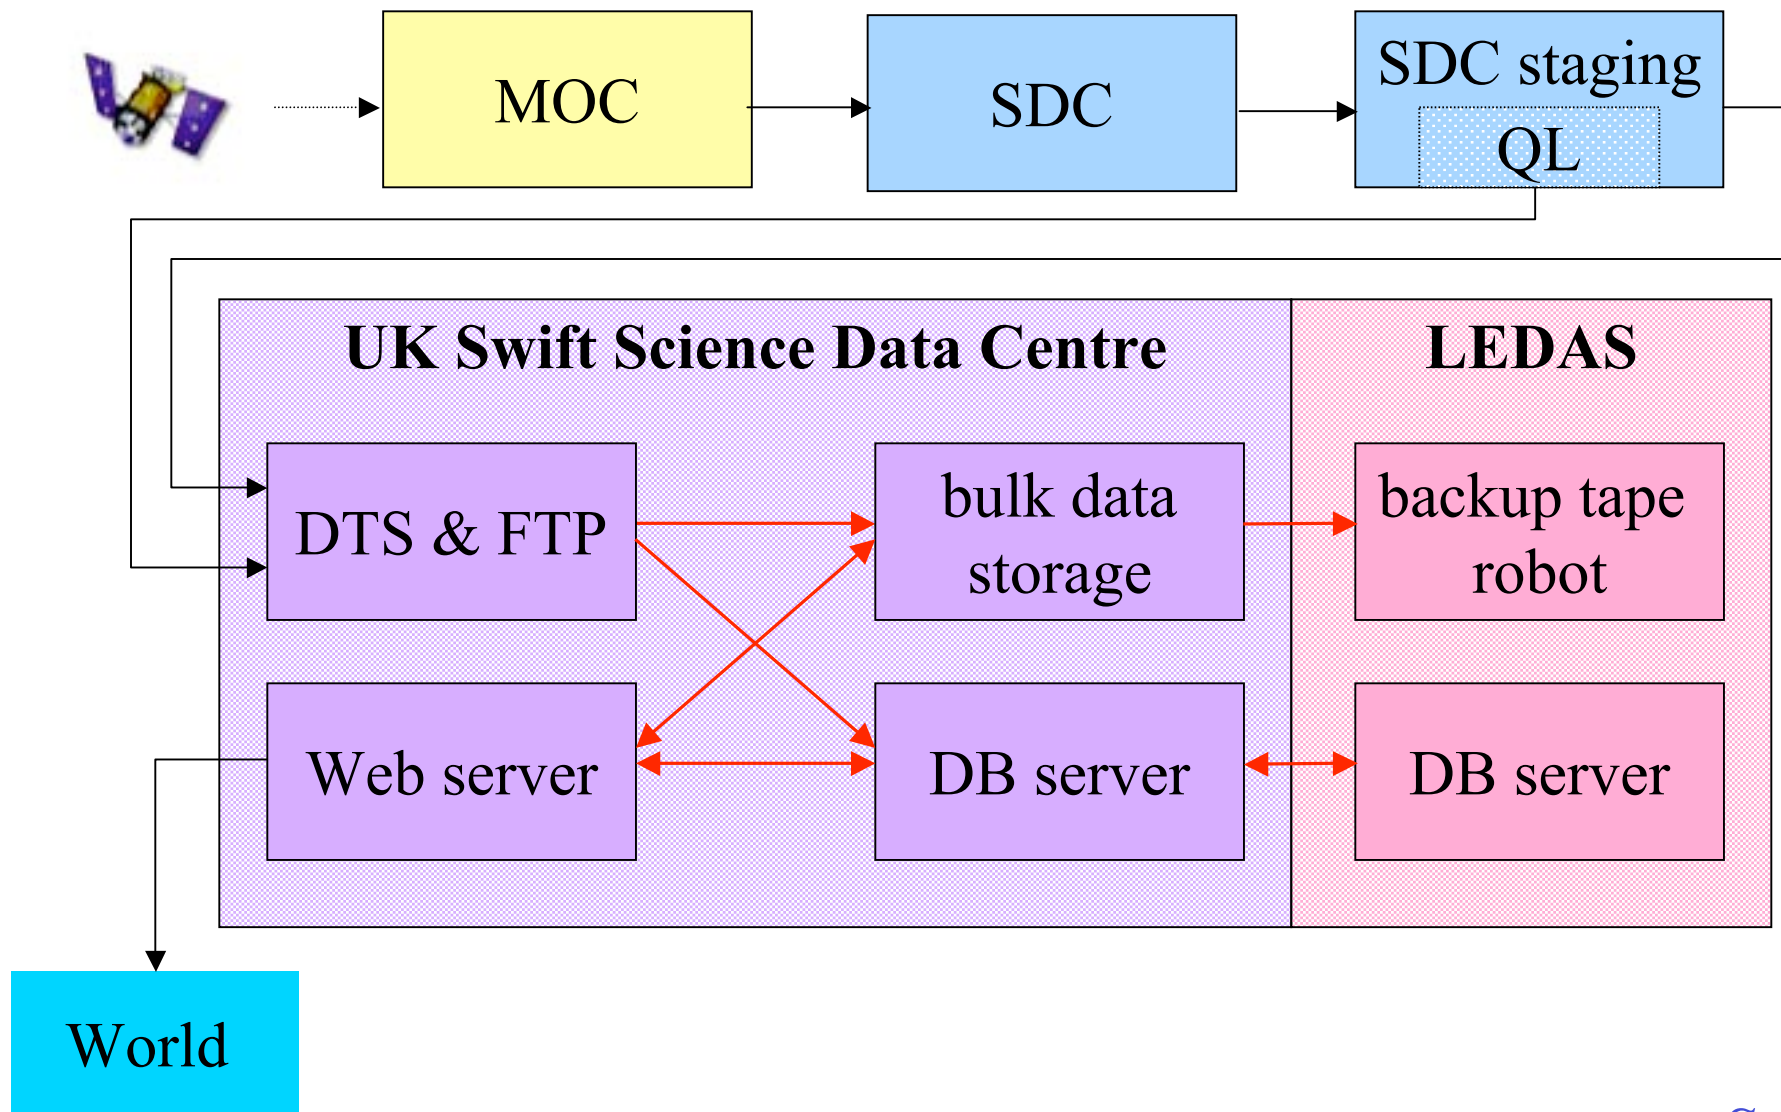 MOC
SDC
SDC staging
QL
UK Swift Science Data Centre
LEDAS
DTS & FTP
bulk data
storage
backup tape
robot
Web server
DB server
DB server
World